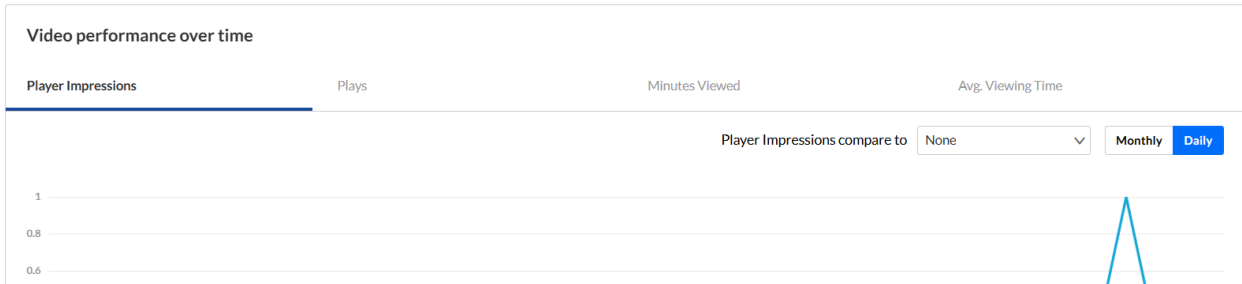 Video performance over time
Player Impressions Plays Minutes Viewed Avg. Viewing Time
Player Impressions compare to None Monthly Daily
1
0.8
0.6